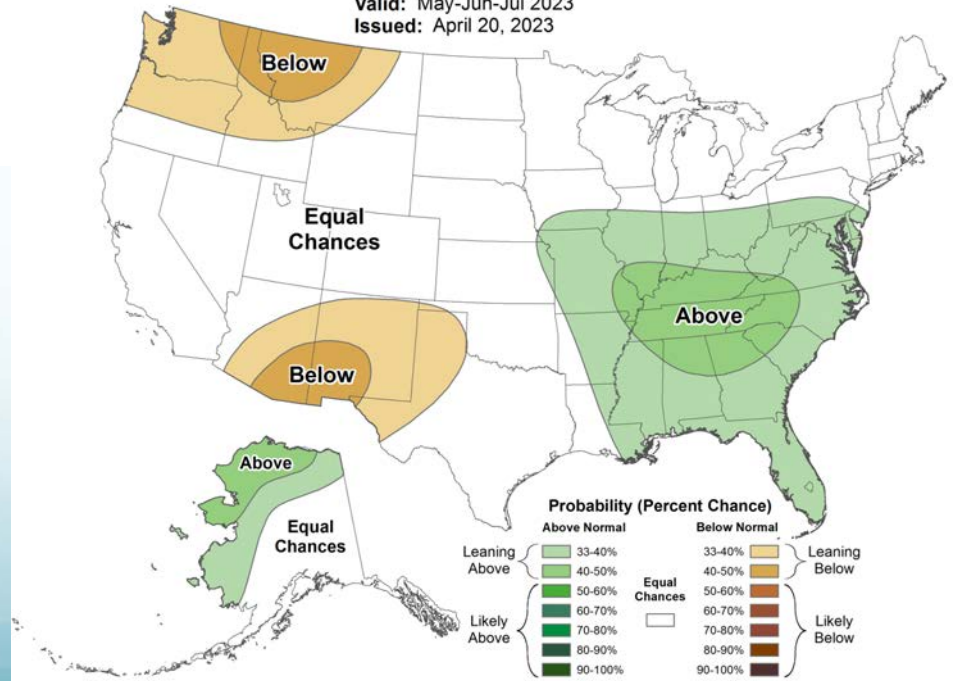 Valid: May-Jun-Jul 2023
Issued: April 20, 2023
Below
Equal
Chances
Above
Below
Above
Equal
Chances
Probability (Percent Chance)
Above Normal
Below Normal
Leaning
Above
33-40%
40-50%
Likely
Above
50-60%
60-70%
70-80%
80-90%
90-100%
Equal
Chances
33-40%
40-50%
Leaning
Below
50-60%
60-70%
70-80%
80-90%
90-100%
Likely
Below